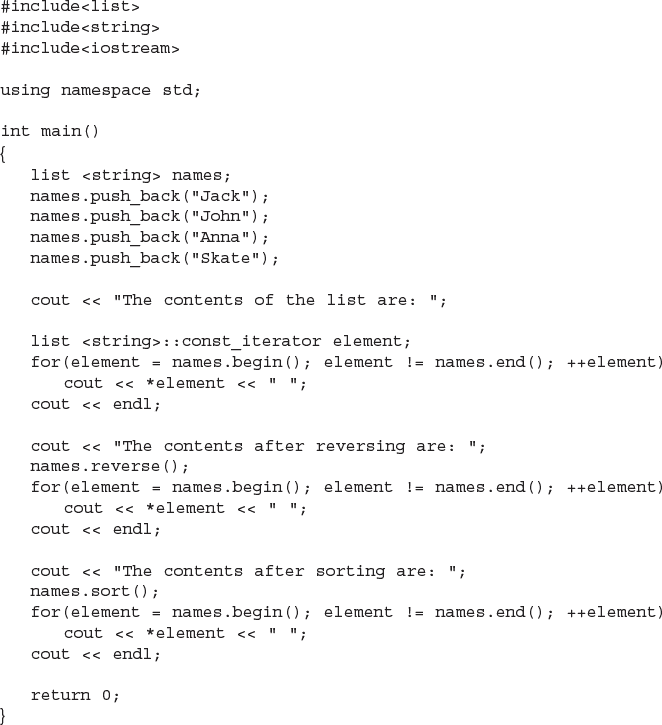 #include<list>
#include<string>
#include<iostream>
using namespace std;
int main()
{
list <string> names;
names.push_back("Jack");
names.push_back("John");
names.push_back("Anna");
names.push_back("Skate");
cout << "The contents of the list are: ";
list <string>::const_iterator element;
for(element = names.begin(); element != names.end(); ++element)
cout << *element << " ";
cout << endl;
cout << "The contents after reversing are: ";
names.reverse();
for(element = names.begin(); element != names.end(); ++element)
cout << *element << " ";
cout << endl;
cout << "The contents after sorting are: ";
names.sort();
for(element = names.begin(); element != names.end(); ++element)
cout << *element << " ";
cout << endl;
return 0;
}